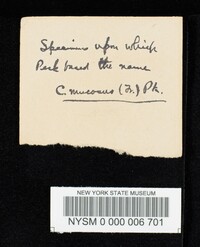 Specimen upon which
Peck based the name
C. mucosus (Fr.) Pk.
NEW YORK STATE MUSEUM
NYSM 0 000 006 701